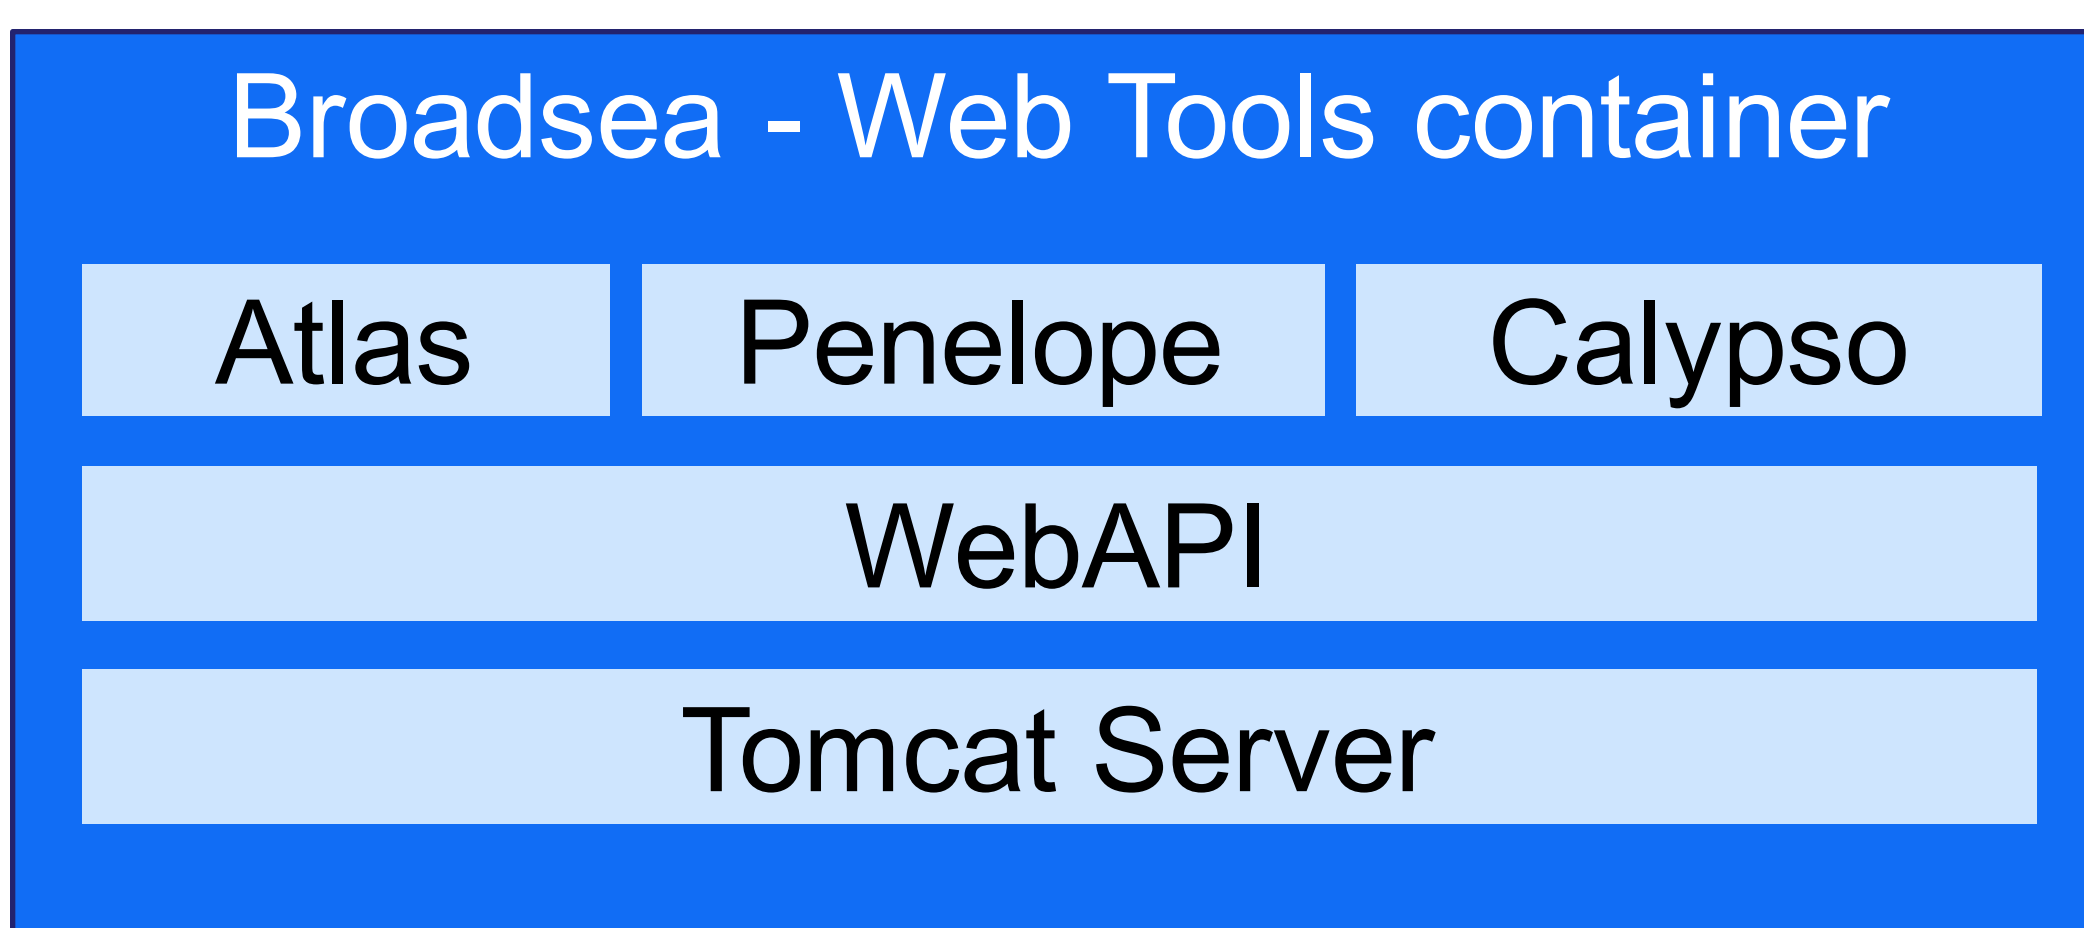 Broadsea - Web Tools container
Atlas
Penelope
Calypso
WebAPI
Tomcat Server